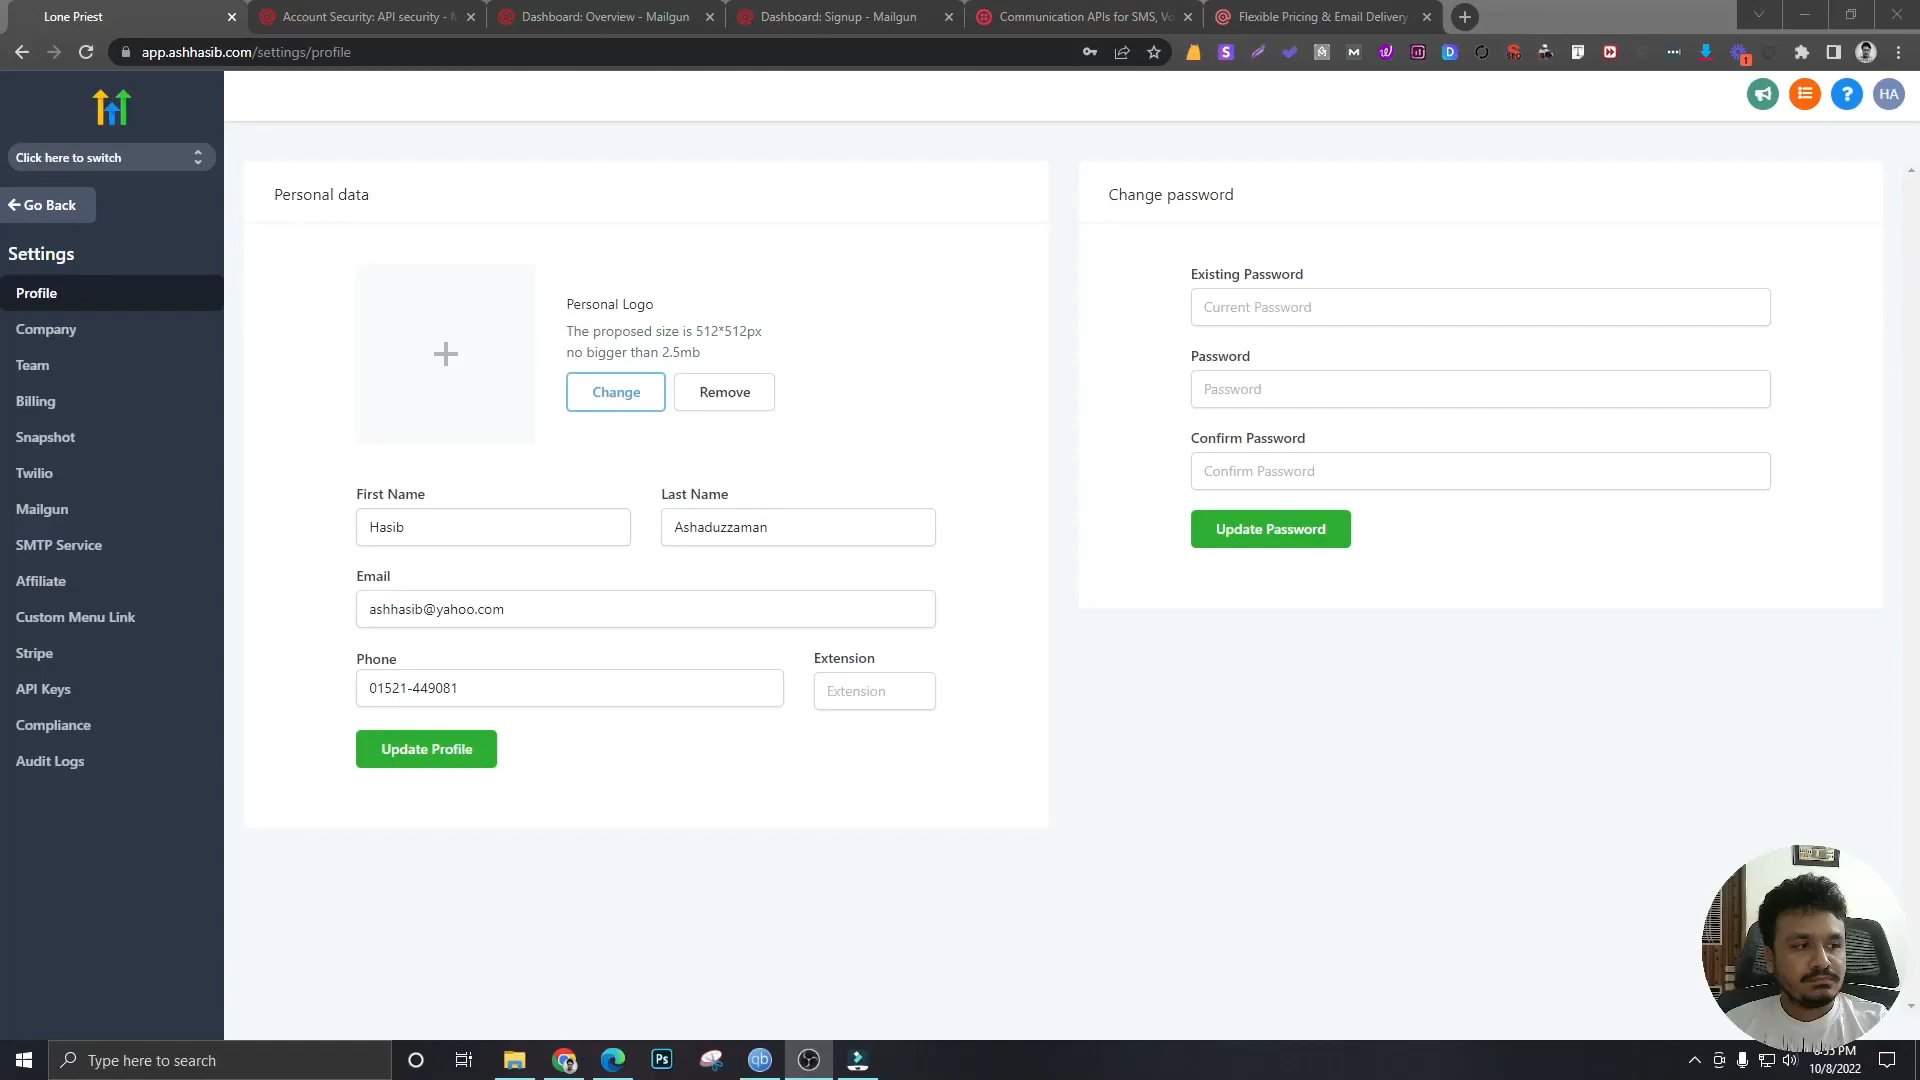 Lone Priest
Account Security: API security - M
Dashboard: Overview - Mailgun
Dashboard: Signup - Mailgun
Communication APIs for SMS, Vo
Flexible Pricing & Email Delivery
app.ashhasib.com/settings/profile
HA
Click here to switch
Go Back
Settings
Profile
Company
Team
Billing
Snapshot
Twilio
Mailgun
SMTP Service
Affiliate
Custom Menu Link
Stripe
API Keys
Compliance
Audit Logs
Personal data
Personal Logo
The proposed size is 512*512px
no bigger than 2.5mb
Change
Remove
First Name
Last Name
Hasib
Ashaduzzaman
Email
ashhasib@yahoo.com
Phone
Extension
01521-449081
Extension
Update Profile
Change password
Existing Password
Current Password
Password
Password
Confirm Password
Confirm Password
Update Password
Type here to search
Ps
qb
PM
10/8/2022